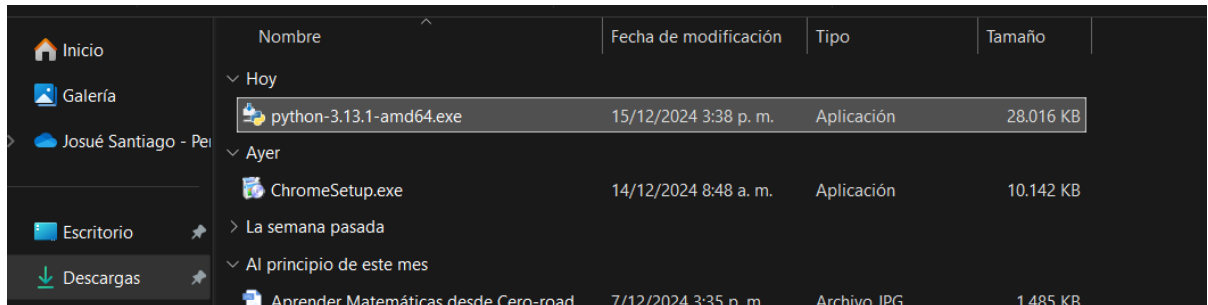 Inicio
Galería
Josué Santiago - Per
Escritorio
Descargas
Nombre Fecha de modificación Tipo Tamaño
Hoy
python-3.13.1-amd64.exe 15/12/2024 3:38 p. m. Aplicación 28.016 KB
Ayer
ChromeSetup.exe 14/12/2024 8:48 a. m. Aplicación 10.142 KB
La semana pasada
Al principio de este mes
Aprender Matemáticas desde Cero-road 7/12/2024 3:35 p. m. Archivo JPG 1.485 KB